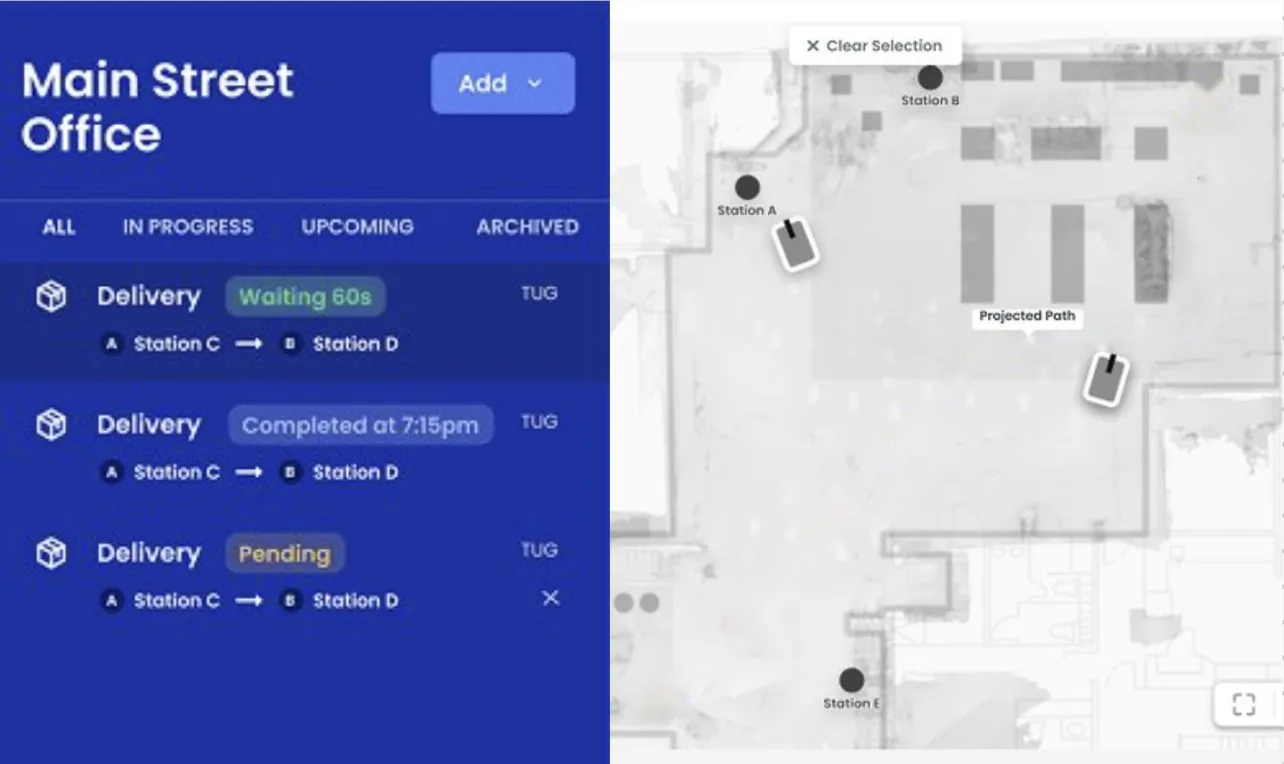 Main Street
Office
Add
ALL IN PROGRESS UPCOMING ARCHIVED
Delivery Waiting 60s TUG
A Station C → B Station D
Delivery Completed at 7:15pm TUG
A Station C → B Station D
Delivery Pending TUG
A Station C → B Station D
Clear Selection
Station B
Station A
Projected Path
Station E